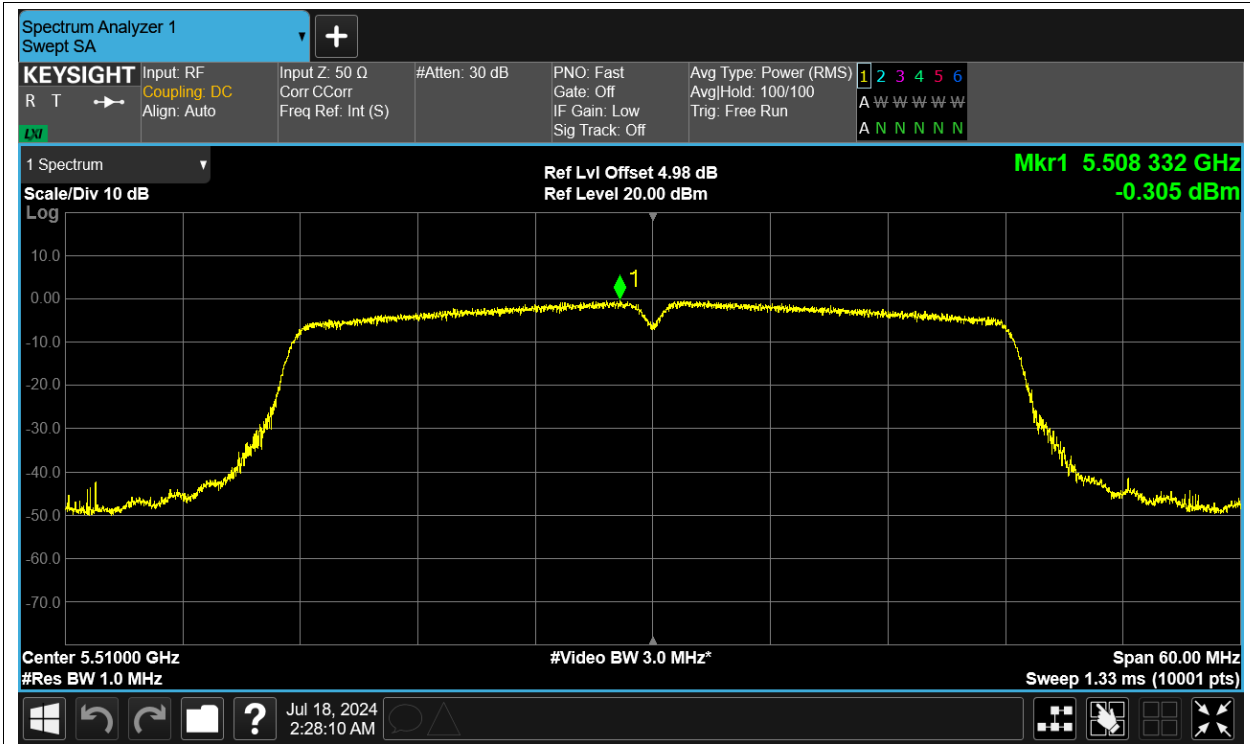 Spectrum Analyzer 1
Swept SA
KEYSIGHT
R T
LXI
Input: RF
Coupling: DC
Align: Auto
Input Z: 50 Ω
Corr CCorr
Freq Ref: Int (S)
#Atten: 30 dB
PNO: Fast
Gate: Off
IF Gain: Low
Sig Track: Off
Avg Type: Power (RMS)
Avg|Hold: 100/100
Trig: Free Run
1 2 3 4 5 6
A W W W W W
A N N N N N
1 Spectrum
Scale/Div 10 dB
Log
Ref Lvl Offset 4.98 dB
Ref Level 20.00 dBm
Mkr1 5.508 332 GHz
-0.305 dBm
1
10.0
0.00
-10.0
-20.0
-30.0
-40.0
-50.0
-60.0
-70.0
Center 5.51000 GHz
#Res BW 1.0 MHz
#Video BW 3.0 MHz*
Span 60.00 MHz
Sweep 1.33 ms (10001 pts)
?
Jul 18, 2024
2:28:10 AM